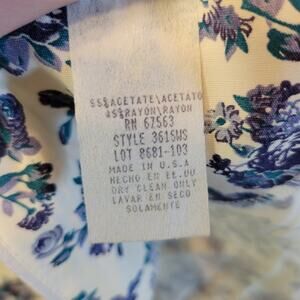 55%ACETATE\ACETATO
45%RAYON\RAYON
RN 67563
STYLE 3615WS
LOT 8681-103
MADE IN U.S.A
HECHO EN EE.UU
DRY CLEAN ONLY
LAVAR EN SECO
SOLAMENTE